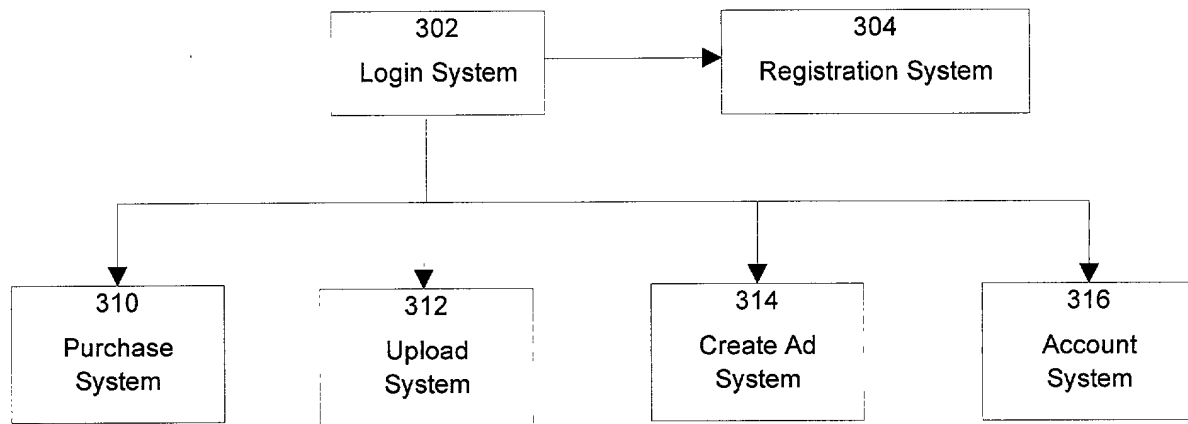 302
Login System
304
Registration System
310
Purchase
System
312
Upload
System
314
Create Ad
System
316
Account
System